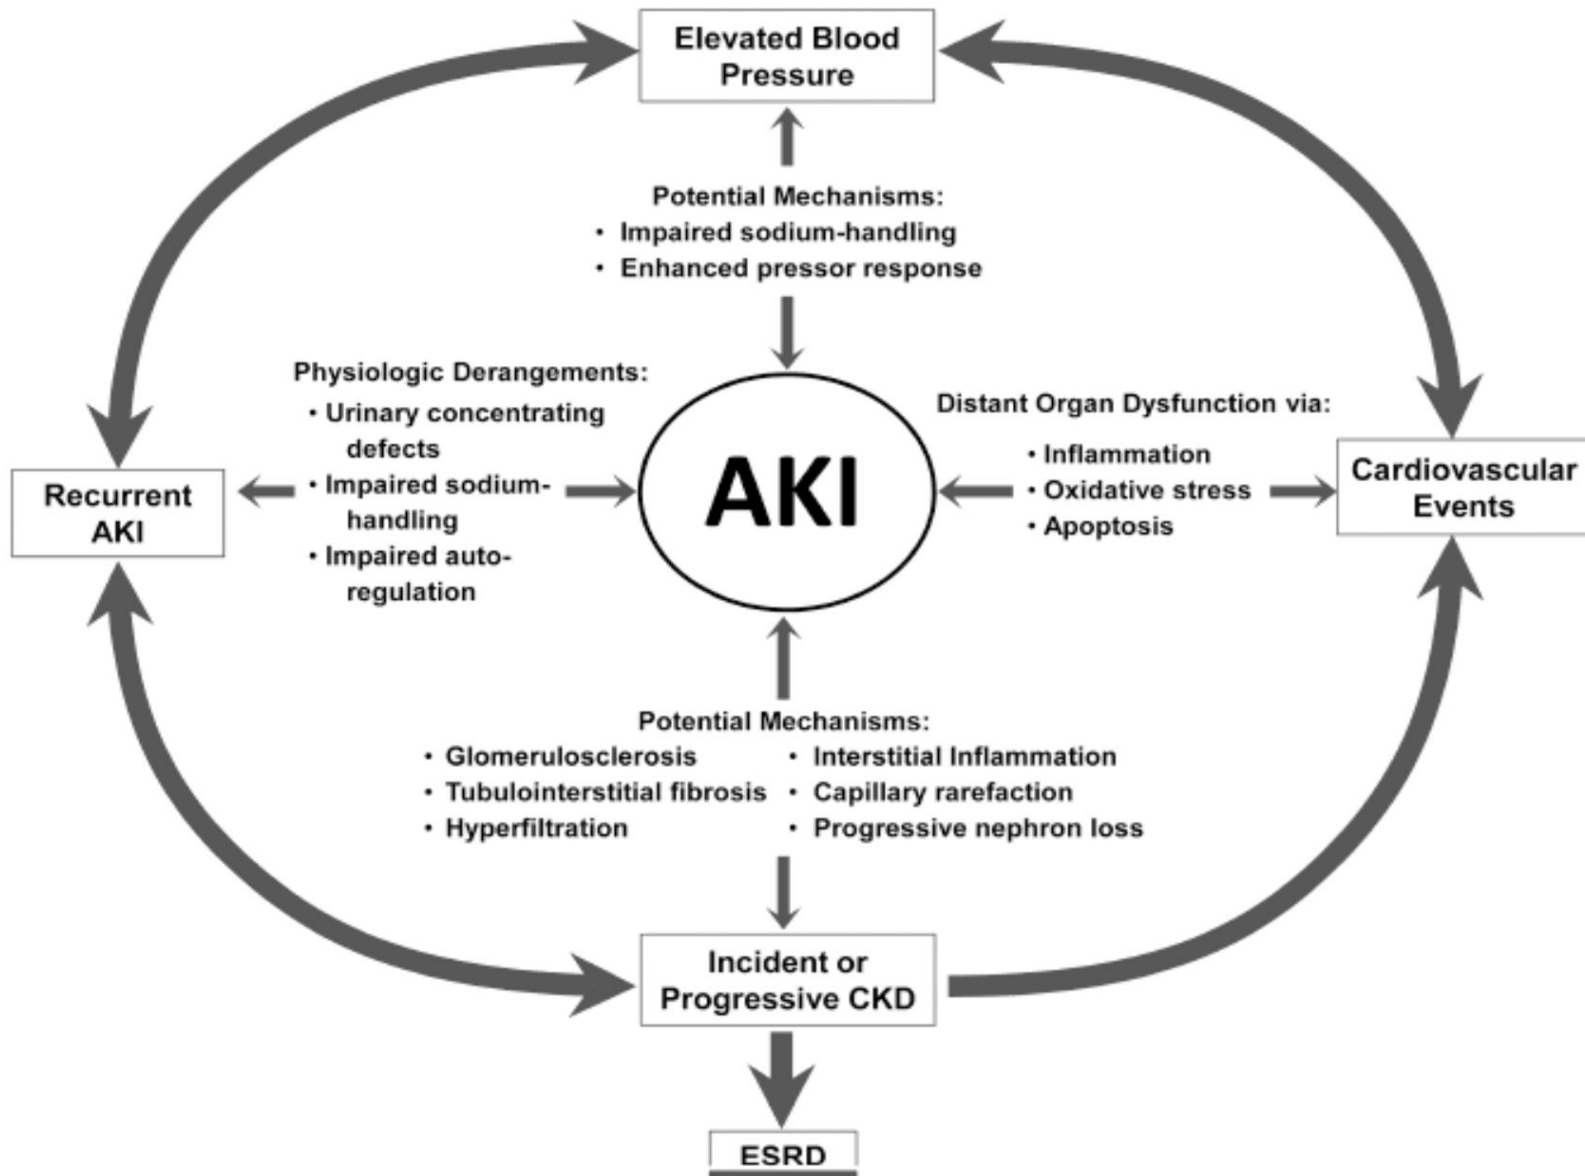 Elevated Blood
Pressure
Potential Mechanisms:
• Impaired sodium-handling
• Enhanced pressor response
Physiologic Derangements:
• Urinary concentrating
defects
• Impaired sodium-
handling
• Impaired auto-
regulation
Recurrent
AKI
AKI
Distant Organ Dysfunction via:
• Inflammation
• Oxidative stress
• Apoptosis
Cardiovascular
Events
Potential Mechanisms:
• Glomerulosclerosis
• Tubulointerstitial fibrosis
• Hyperfiltration
• Interstitial Inflammation
• Capillary rarefaction
• Progressive nephron loss
Incident or
Progressive CKD
ESRD